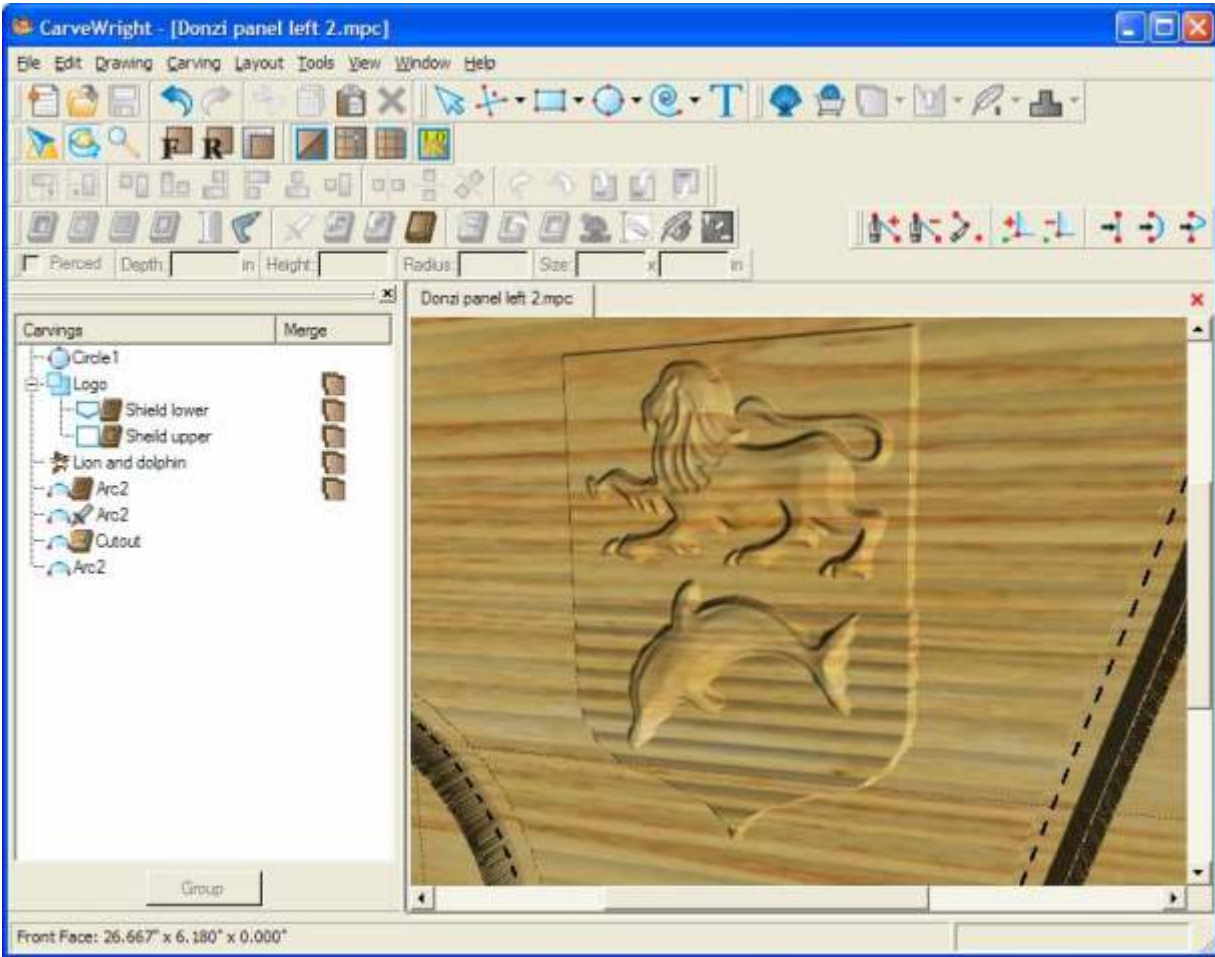 CarveWright - [Donzi panel left 2.mpc]
File Edit Drawing Carving Layout Tools View Window Help
T
F R
Pierced Depth: in Height: Radius: Size: x in
Donzi panel left 2.mpc
Carvings Merge
Circle1
Logo
Shield lower
Sheild upper
Lion and dolphin
Arc2
Arc2
Cutout
Arc2
Group
Front Face: 26.667" x 6.180" x 0.000"